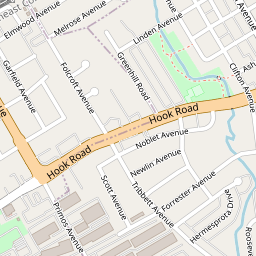 Elmwood Avenue
Melrose Avenue
Linden Avenue
Garfield Avenue
Folcroft Avenue
Greenhill Road
Clifton Avenue
Hook Road
Hook Road
Noblet Avenue
Newlin Avenue
Tribbett Avenue
Scott Avenue
Forrester Avenue
Primos Avenue
Hermesprota
Drive